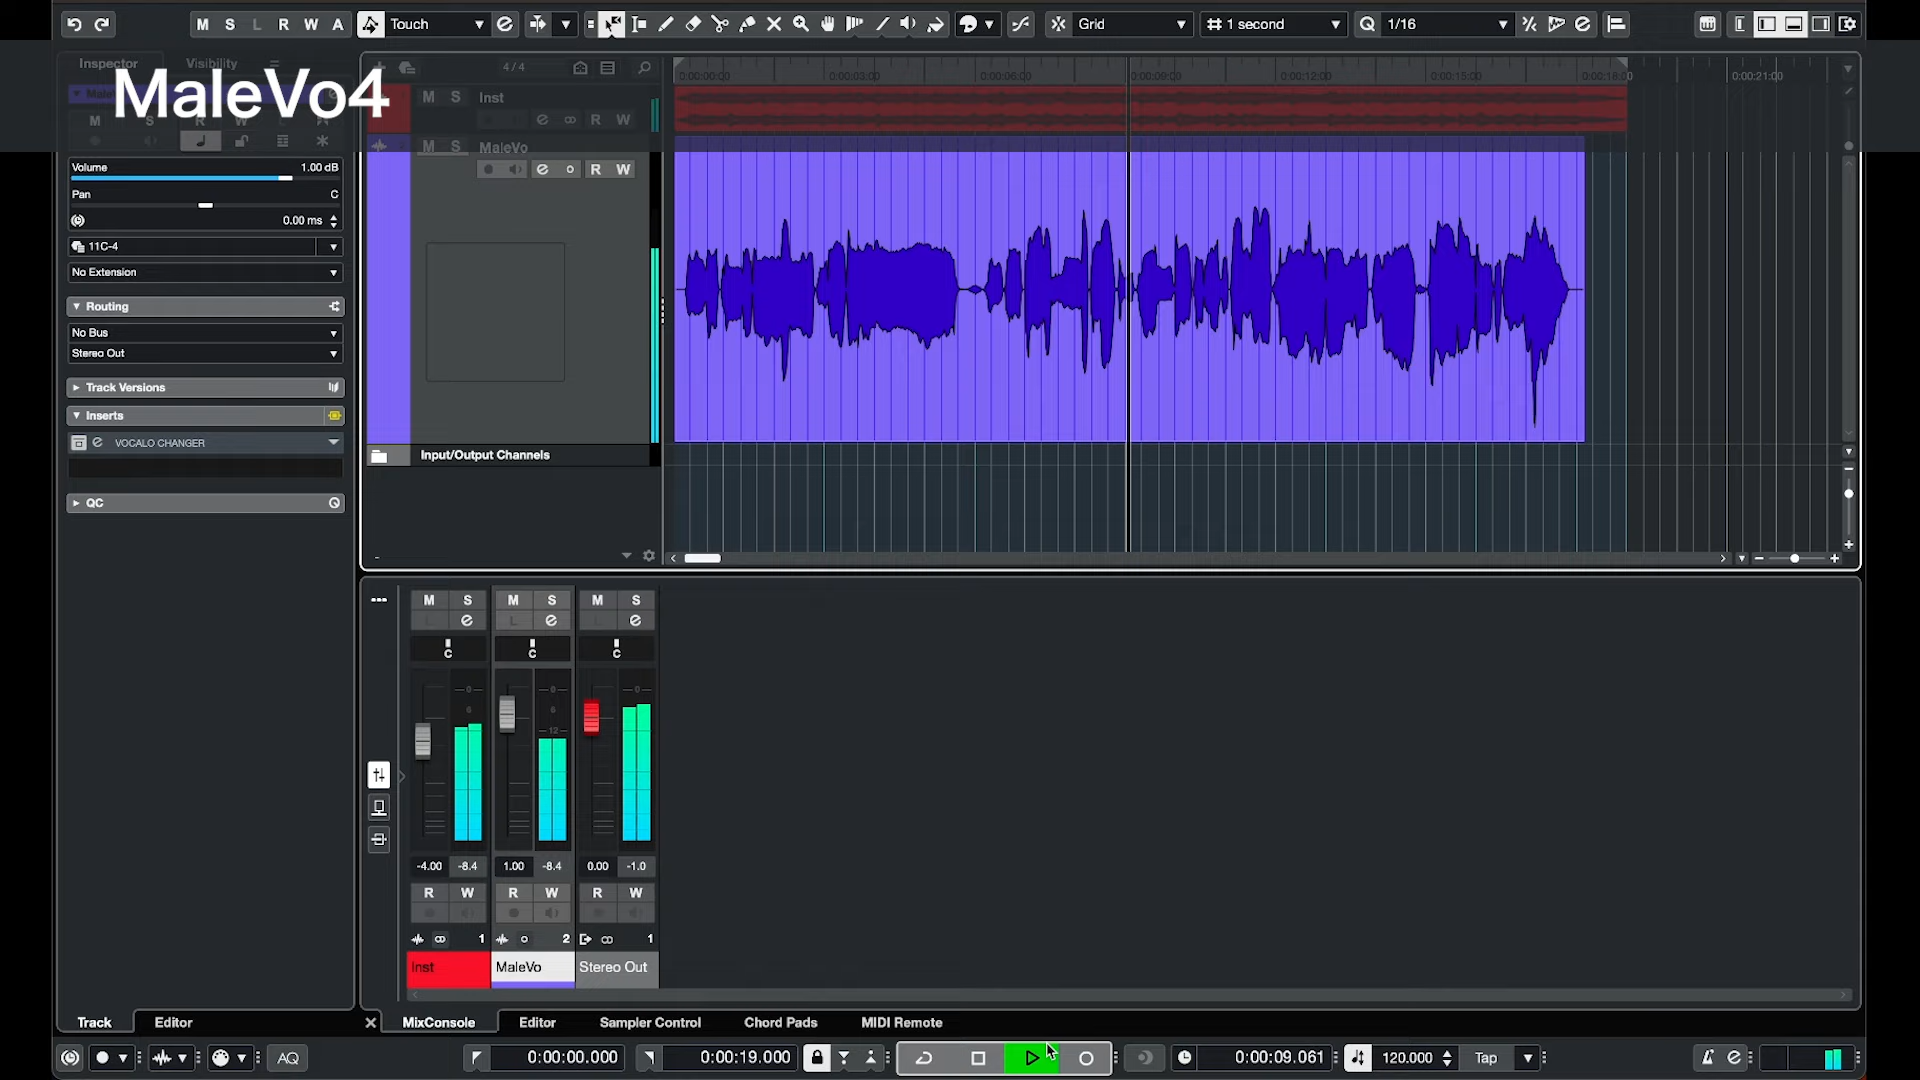 M S L R W A Touch Grid 1 second Q 1/16
Inspector Visibility
4/4
0:00:00:00 0:00:03:00 0:00:06:00 0:00:09:00 0:00:12:00 0:00:15:00 0:00:18:00 0:00:21:00
MaleVo4
M S Inst
R W
M S MaleVo
R W
Volume 1.00 dB
Pan C
0.00 ms
11C-4
No Extension
Routing
No Bus
Stereo Out
Track Versions
Inserts
VOCALO CHANGER
QC
Input/Output Channels
M S M S M S
L L L
C C C
0 0 0
6 6
12
-4.00 -8.4 1.00 -8.4 0.00 -1.0
R W R W R W
1 2 1
Inst MaleVo Stereo Out
Track Editor MixConsole Editor Sampler Control Chord Pads MIDI Remote
AQ 0:00:00.000 0:00:19.000 0:00:09.061 120.000 Tap